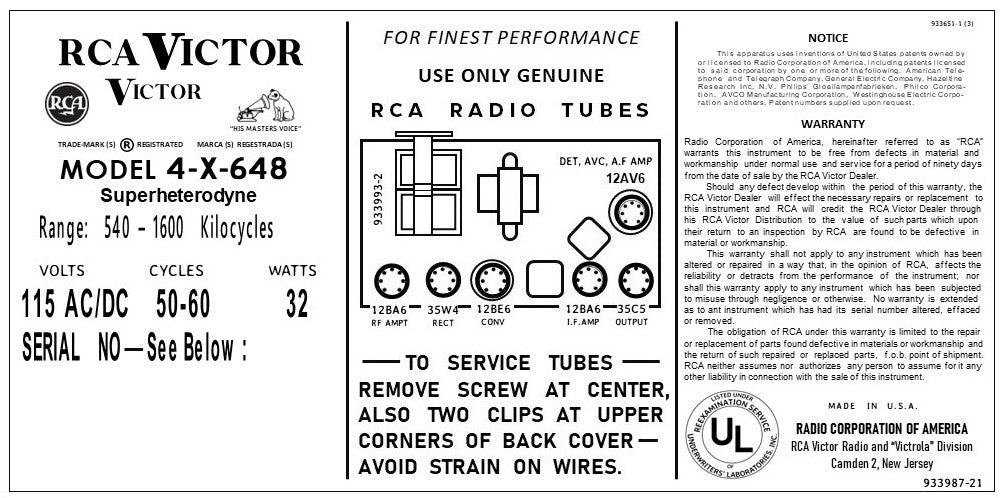 RCA VICTOR
VICTOR
RCA
"HIS MASTERS VOICE"
TRADE-MARK (S) ® REGISTRATED MARCA (S) REGESTRADA (S)
MODEL 4-X-648
Superheterodyne
Range: 540 – 1600 Kilocycles
VOLTS CYCLES WATTS
115 AC/DC 50-60 32
SERIAL NO — See Below :
FOR FINEST PERFORMANCE
USE ONLY GENUINE
RCA RADIO TUBES
933993-2
DET, AVC, A.F AMP
12AV6
12BA6 35W4 12BE6 12BA6 35C5
RF AMPT RECT CONV I.F.AMP OUTPUT
— TO SERVICE TUBES —
REMOVE SCREW AT CENTER,
ALSO TWO CLIPS AT UPPER
CORNERS OF BACK COVER —
AVOID STRAIN ON WIRES.
933651-1 (3)
NOTICE
This apparatus uses inventions of United States patents owned by
or licensed to Radio Corporation of America, including patents licensed
to said corporation by one or more of the following. American Tele-
phone and Telegraph Company, General Electric Company, Hazeltine
Research Inc, N.V. Philips' Gloeilampenfabrieken, Philco Corpora-
tion, AVCO Manufacturing Corporation, Westinghouse Electric Corpo-
ration and others. Patent numbers supplied upon request.
WARRANTY
Radio Corporation of America, hereinafter referred to as "RCA"
warrants this instrument to be free from defects in material and
workmanship under normal use and service for a period of ninety days
from the date of sale by the RCA Victor Dealer.
Should any defect develop within the period of this warranty, the
RCA Victor Dealer will effect the necessary repairs or replacement to
this instrument and RCA will credit the RCA Victor Dealer through
his RCA Victor Distribution to the value of such parts which upon
their return to an inspection by RCA are found to be defective in
material or workmanship.
This warranty shall not apply to any instrument which has been
altered or repaired in a way that, in the opinion of RCA, affects the
reliability or detracts from the performance of the instrument; nor
shall this warranty apply to any instrument which has been subjected
to misuse through negligence or otherwise. No warranty is extended
as to ant instrument which has had its serial number altered, effaced
or removed.
The obligation of RCA under this warranty is limited to the repair
or replacement of parts found defective in materials or workmanship and
the return of such repaired or replaced parts, f.o.b. point of shipment.
RCA neither assumes nor authorizes any person to assume for it any
other liability in connection with the sale of this instrument.
LISTED UNDER
REEXAMINATION SERVICE
UL
OF
UNDERWRITERS' LABORATORIES, INC.
MADE IN U.S.A.
RADIO CORPORATION OF AMERICA
RCA Victor Radio and "Victrola" Division
Camden 2, New Jersey
933987-21